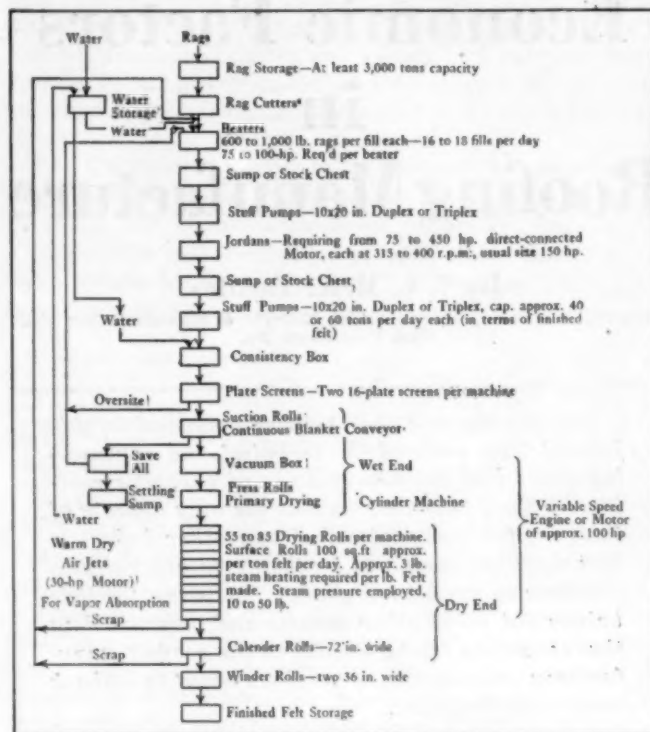 Economic Factors
in
Roofing Manufacture
Water
Rags
Rag Storage—At least 3,000 tons capacity
Water
Storage
Rag Cutters
Water
Beaters
600 to 1,000 lb. rags per fill each—16 to 18 fills per day
75 to 100-hp. Req'd per beater
Sump or Stock Chest
Stuff Pumps—10x20 in. Duplex or Triplex
Jordans—Requiring from 75 to 450 hp. direct-connected
Motor, each at 315 to 400 r.p.m., usual size 150 hp.
Sump or Stock Chest
Stuff Pumps—10x20 in. Duplex or Triplex, cap. approx. 40
or 60 tons per day each (in terms of finished
felt)
Water
Consistency Box
Plate Screens—Two 16-plate screens per machine
Oversize
Suction Rolls
Continuous Blanket Conveyor
Save
All
Vacuum Box
Wet End
Press Rolls
Primary Drying
Cylinder Machine
Settling
Sump
Variable Speed
Engine or Motor
of approx. 100 hp
Water
Warm Dry
Air Jets
(30-hp Motor)
For Vapor Absorption
55 to 85 Drying Rolls per machine.
Surface Rolls 100 sq.ft approx.
per ton felt per day. Approx. 3 lb.
steam heating required per lb. Felt
made. Steam pressure employed,
10 to 50 lb.
Dry End
Scrap
Calender Rolls—72 in. wide
Scrap
Winder Rolls—two 36 in. wide
Finished Felt Storage